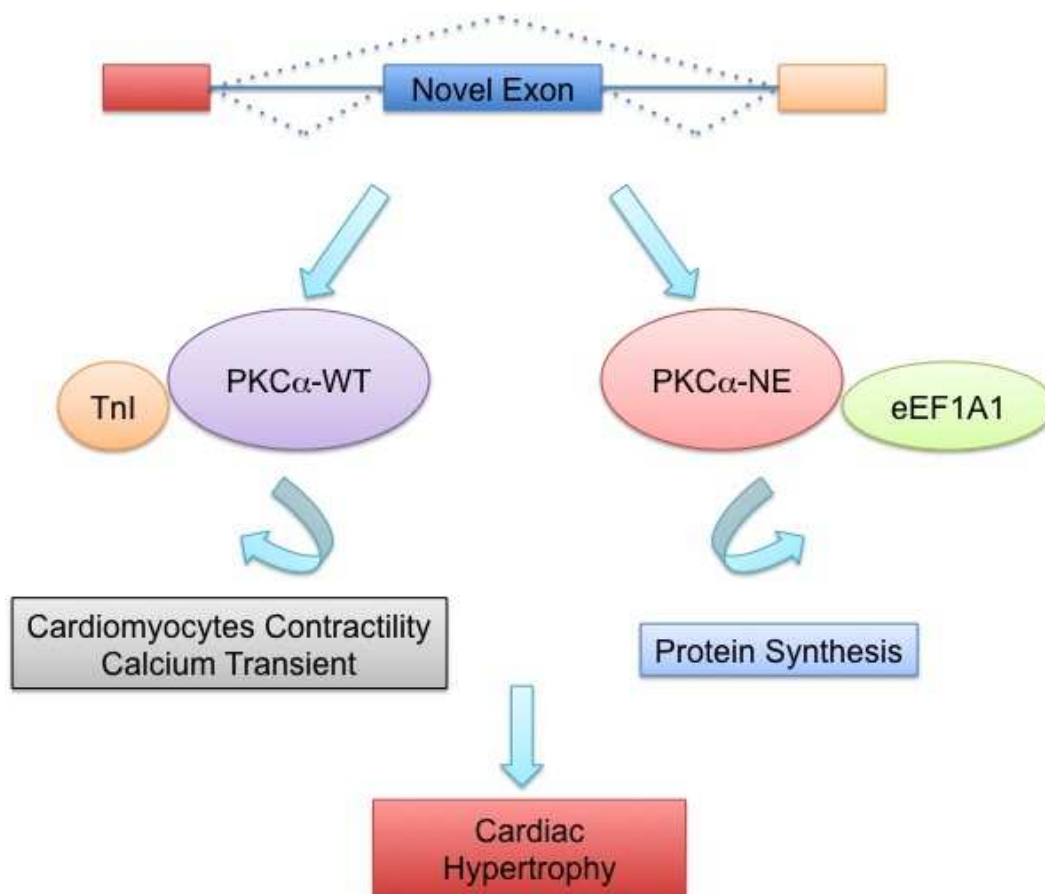 Novel Exon
TnI
PKCα-WT
PKCα-NE
eEF1A1
Cardiomyocytes Contractility
Calcium Transient
Protein Synthesis
Cardiac
Hypertrophy